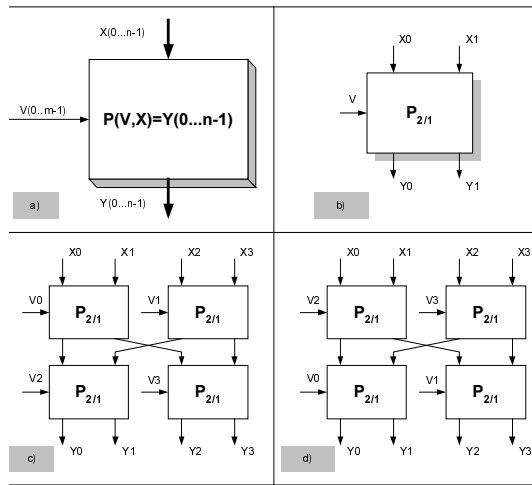 X(0...n-1)
V(0..m-1)
P(V,X)=Y(0...n-1)
a)
Y(0...n-1)
X0 X1
V
P2/1
b)
Y0 Y1
X0 X1 X2 X3
V0 P2/1 V1 P2/1
V2 P2/1 V3 P2/1
c) Y0 Y1 Y2 Y3
X0 X1 X2 X3
V2 P2/1 V3 P2/1
V0 P2/1 V1 P2/1
d) Y0 Y1 Y2 Y3